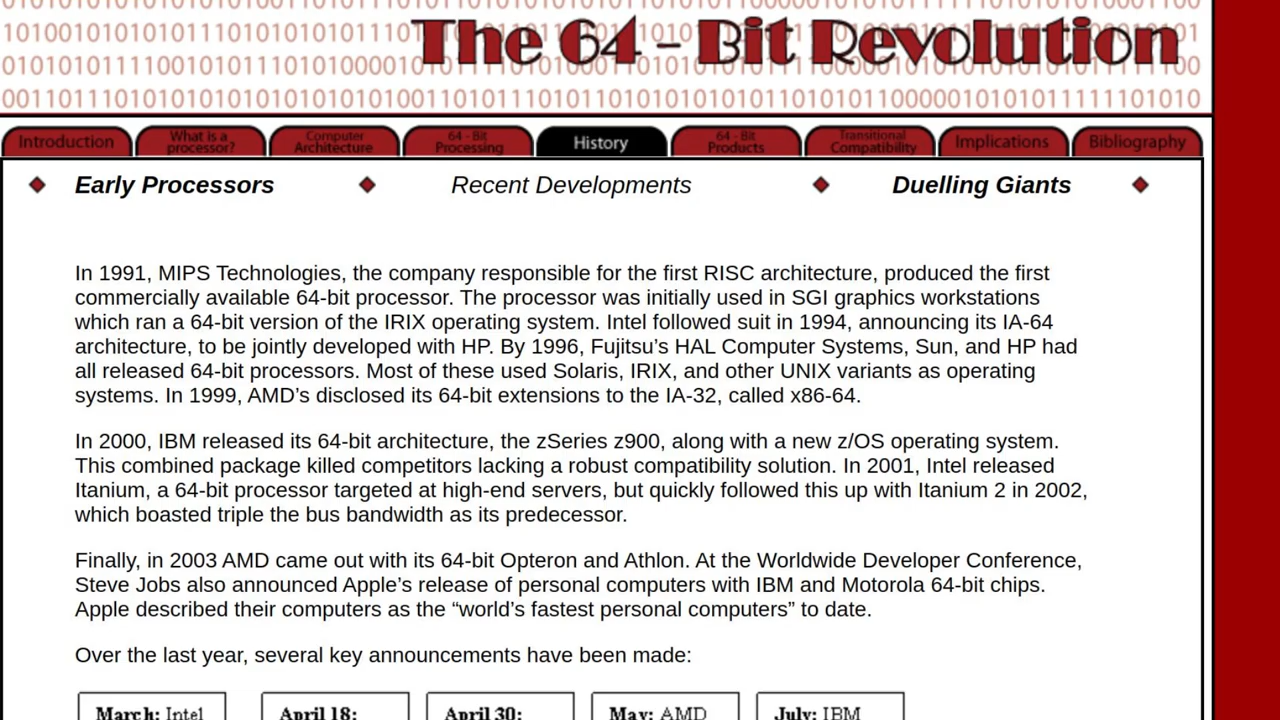 The 64 - Bit Revolution
Introduction
What is a processor?
Computer Architecture
64 - Bit Processing
History
64 - Bit Products
Transitional Compatibility
Implications
Bibliography
Early Processors
Recent Developments
Duelling Giants
In 1991, MIPS Technologies, the company responsible for the first RISC architecture, produced the first
commercially available 64-bit processor. The processor was initially used in SGI graphics workstations
which ran a 64-bit version of the IRIX operating system. Intel followed suit in 1994, announcing its IA-64
architecture, to be jointly developed with HP. By 1996, Fujitsu’s HAL Computer Systems, Sun, and HP had
all released 64-bit processors. Most of these used Solaris, IRIX, and other UNIX variants as operating
systems. In 1999, AMD’s disclosed its 64-bit extensions to the IA-32, called x86-64.
In 2000, IBM released its 64-bit architecture, the zSeries z900, along with a new z/OS operating system.
This combined package killed competitors lacking a robust compatibility solution. In 2001, Intel released
Itanium, a 64-bit processor targeted at high-end servers, but quickly followed this up with Itanium 2 in 2002,
which boasted triple the bus bandwidth as its predecessor.
Finally, in 2003 AMD came out with its 64-bit Opteron and Athlon. At the Worldwide Developer Conference,
Steve Jobs also announced Apple’s release of personal computers with IBM and Motorola 64-bit chips.
Apple described their computers as the “world’s fastest personal computers” to date.
Over the last year, several key announcements have been made:
March: Intel
April 18:
April 30:
May: AMD
July: IBM